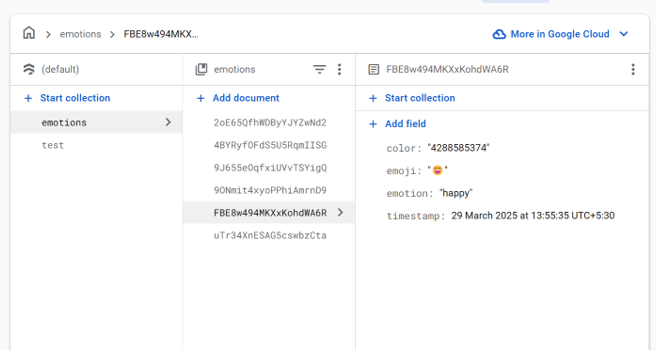 emotions > FBE8w494MKX... More in Google Cloud
(default)
+ Start collection
emotions
test
emotions
+ Add document
2oE65QfhWDByYJYZwNd2
4BYRyfOFdS5U5RqmIISG
9J655eOqfxiUVvTSYigQ
9ONmit4xyoPPhiAmrnD9
FBE8w494MKXxKohdWA6R
uTr34XnESAG5cswbzCta
FBE8w494MKXxKohdWA6R
+ Start collection
+ Add field
color: "4288585374"
emoji: "😄"
emotion: "happy"
timestamp: 29 March 2025 at 13:55:35 UTC+5:30